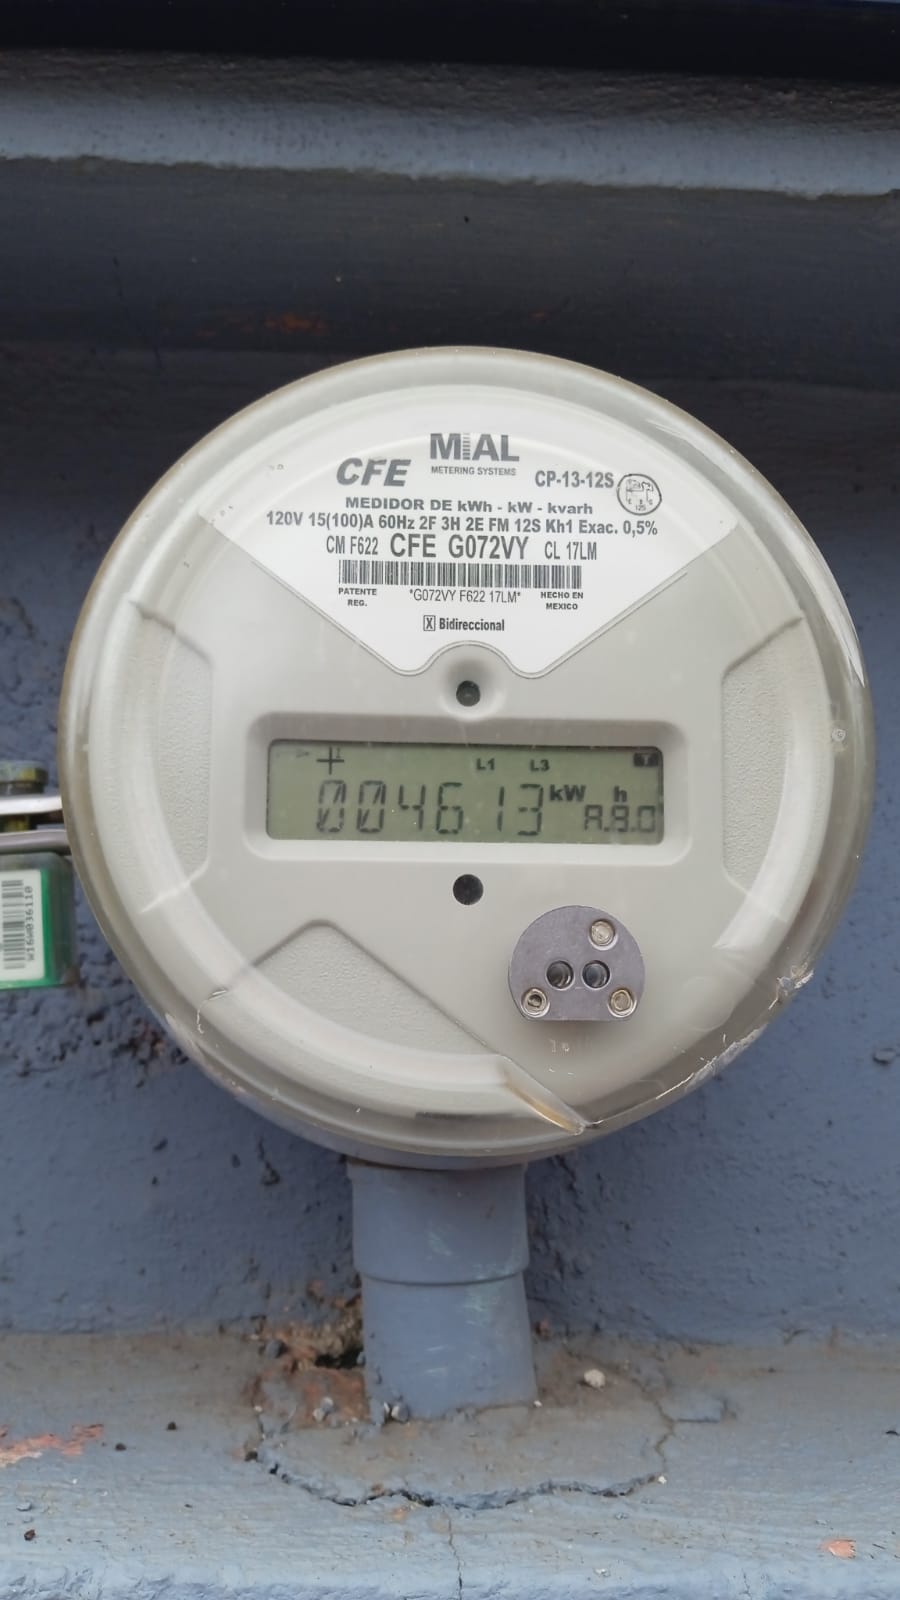 MIAL
METERING SYSTEMS
CFE
CP-13-12S
MEDIDOR DE kWh - kW - kvarh
120V 15(100)A 60Hz 2F 3H 2E FM 12S Kh1 Exac. 0,5%
CM F622 CFE G072VY CL 17LM
PATENTE REG.
*G072VY F622 17LM*
HECHO EN MEXICO
X Bidireccional
L1 L3 T
004613 kW h A.9.0
W16W036110